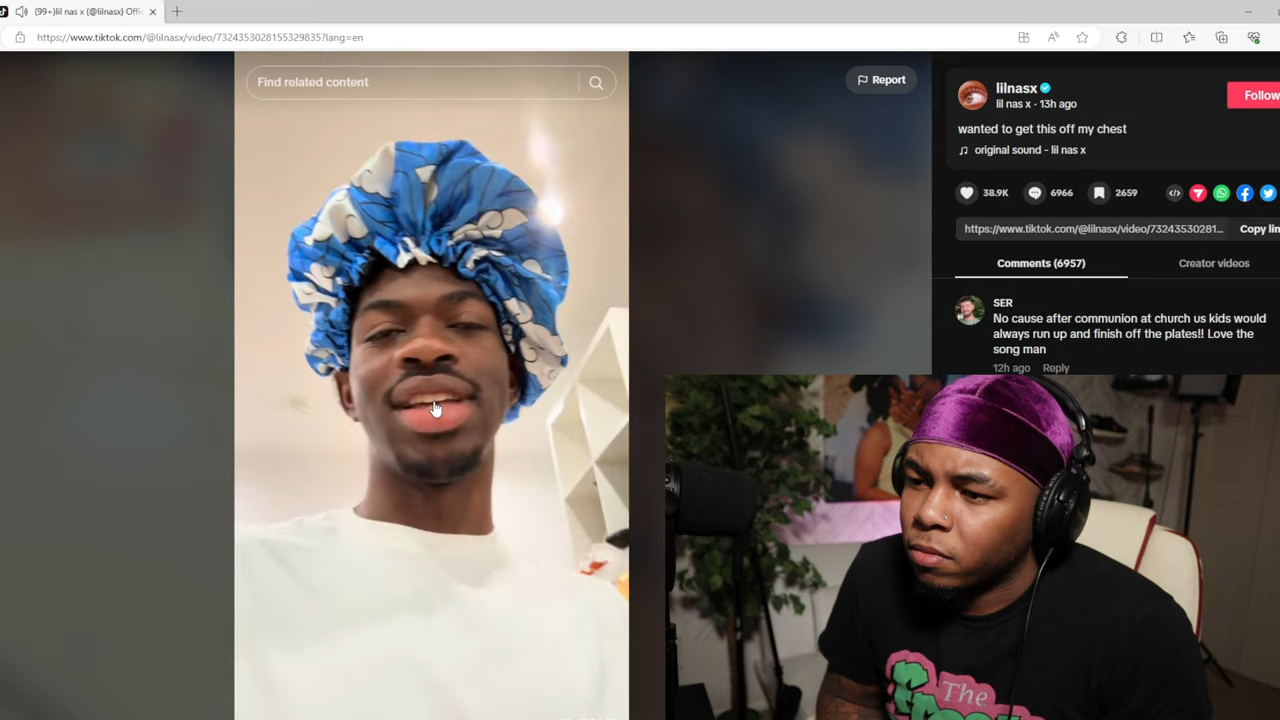 (99+)lil nas x (@lilnasx) Offi
https://www.tiktok.com/@lilnasx/video/7324353028155329835?lang=en
Find related content
Report
lilnasx
lil nas x · 13h ago
Follow
wanted to get this off my chest
original sound - lil nas x
38.9K
6966
2659
https://www.tiktok.com/@lilnasx/video/73243530281...
Copy lin
Comments (6957)
Creator videos
SER
No cause after communion at church us kids would
always run up and finish off the plates!! Love the
song man
12h ago
Reply
The